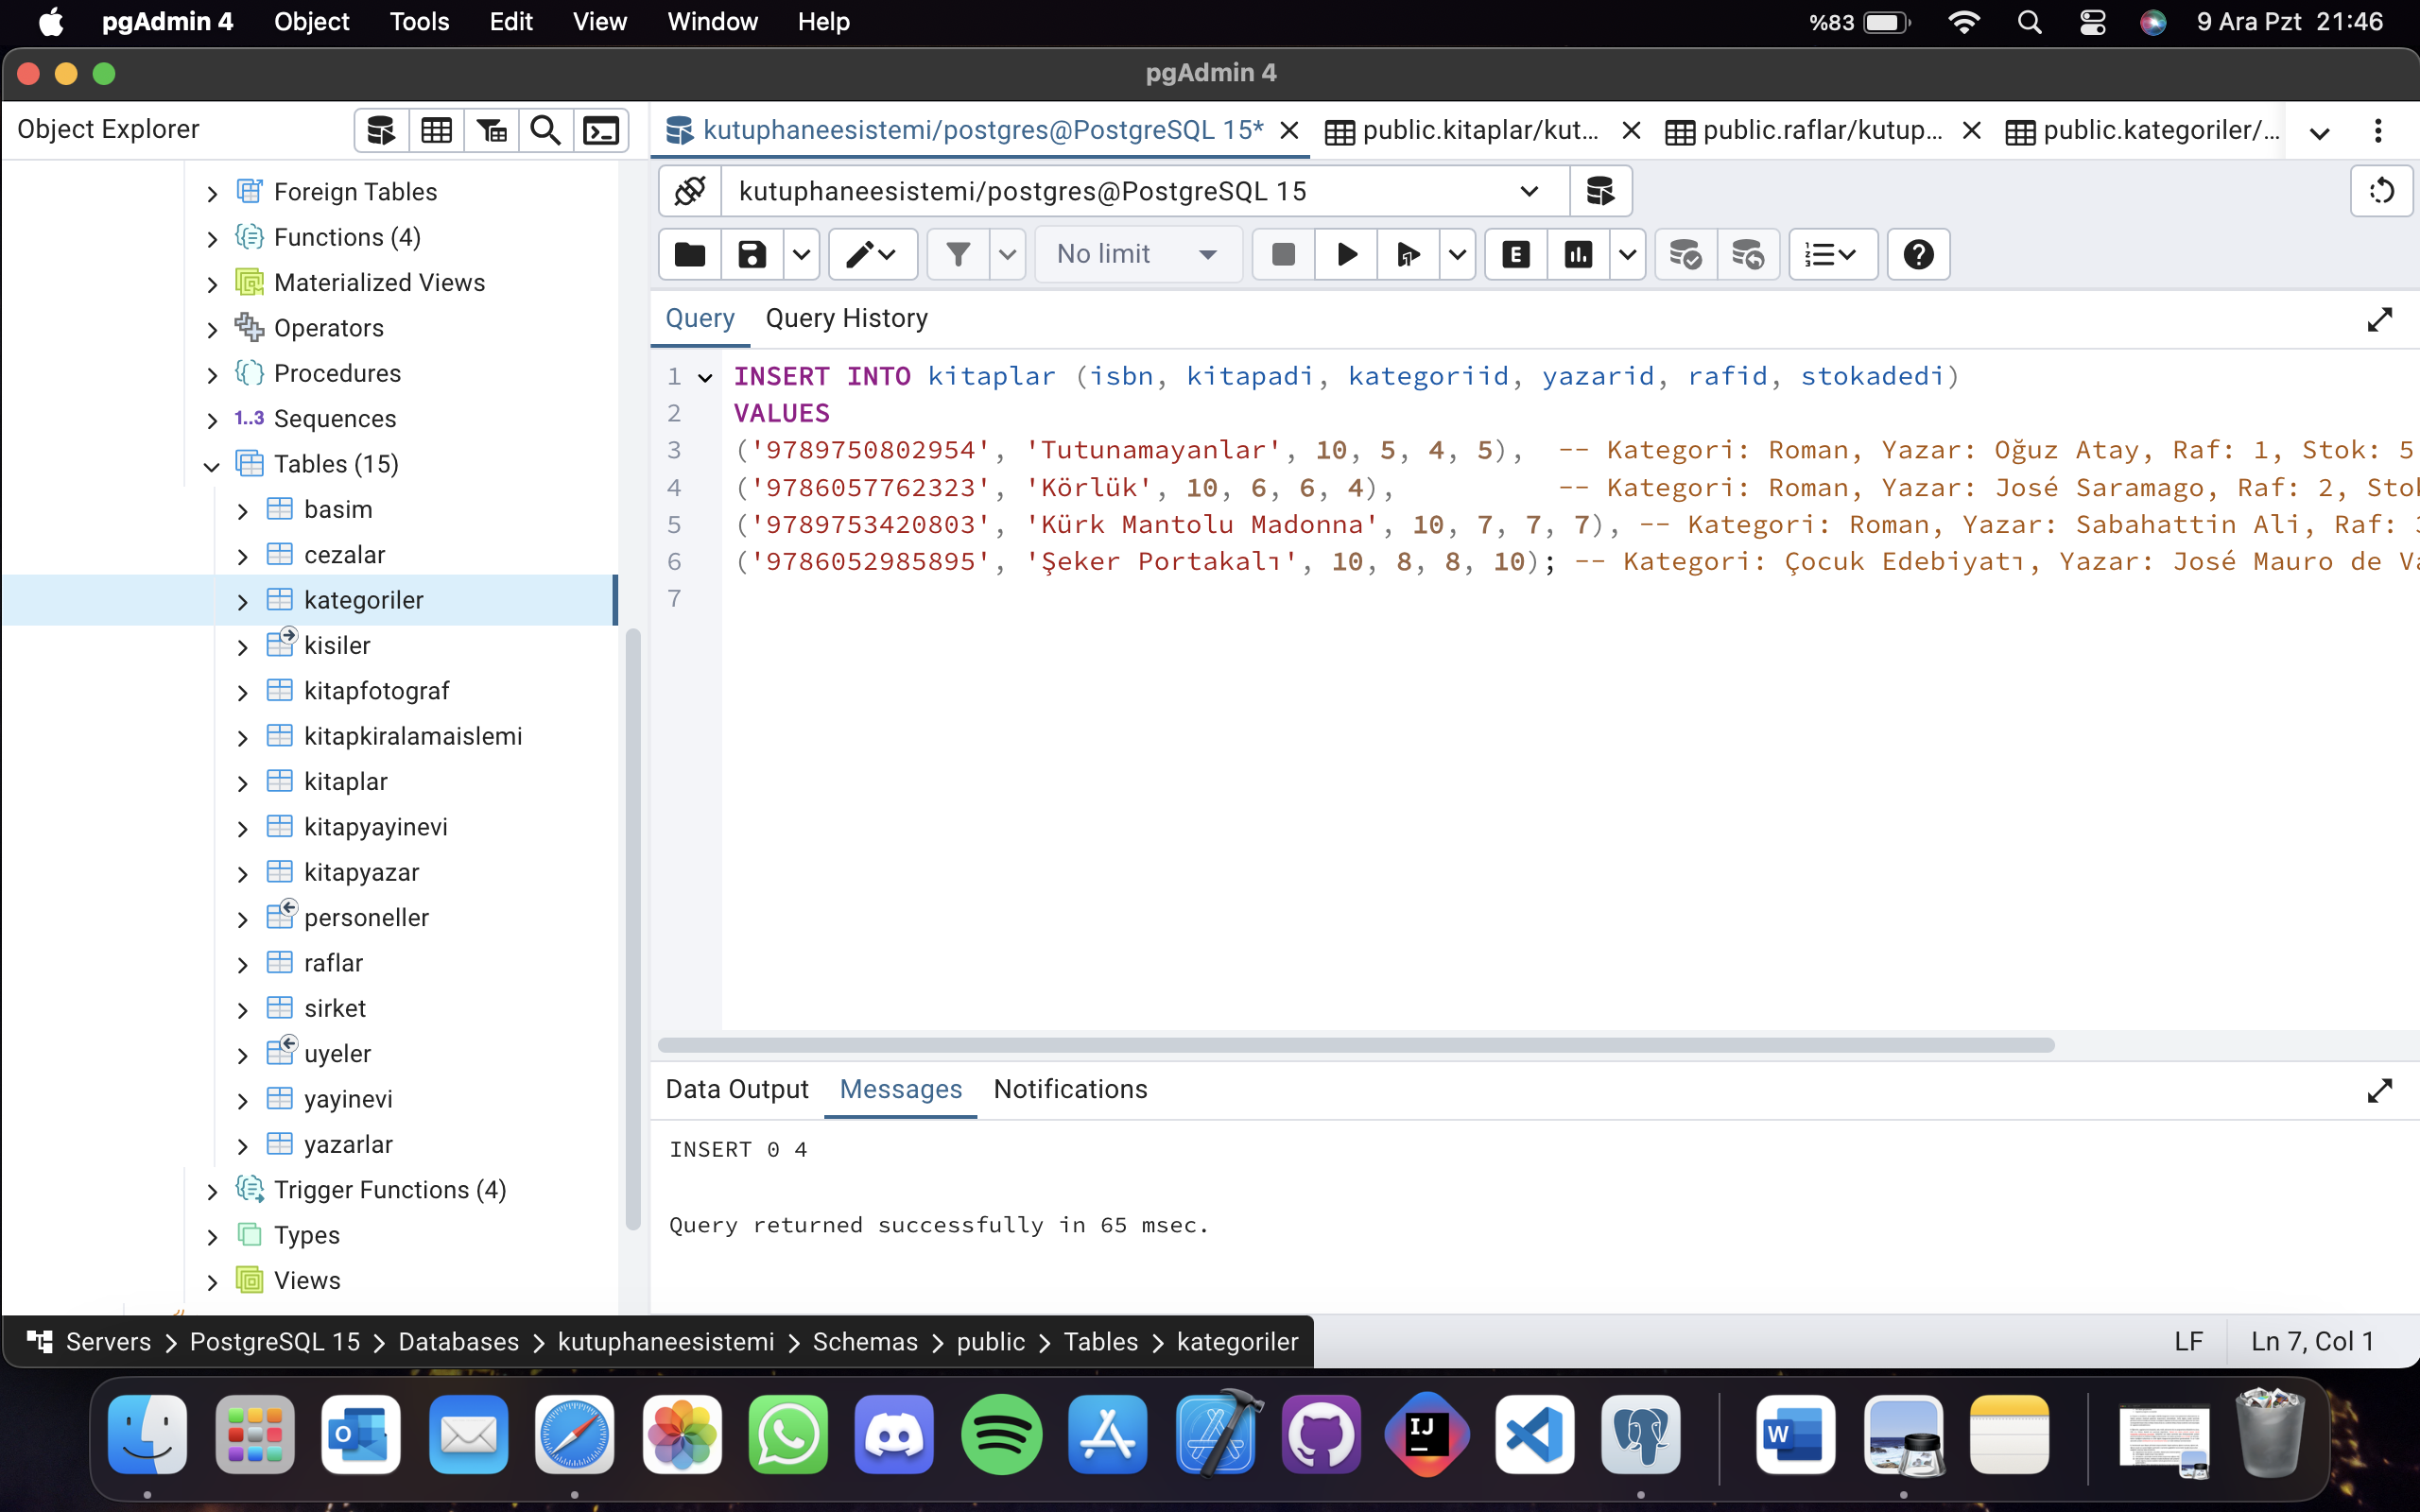 pgAdmin 4 Object Tools Edit View Window Help %83 9 Ara Pzt 21:46
pgAdmin 4
Object Explorer
kutuphaneesistemi/postgres@PostgreSQL 15* public.kitaplar/kut... public.raflar/kutup... public.kategoriler/...
kutuphaneesistemi/postgres@PostgreSQL 15
No limit
E
Query Query History
Foreign Tables
Functions (4)
Materialized Views
Operators
Procedures
1..3 Sequences
Tables (15)
basim
cezalar
kategoriler
kisiler
kitapfotograf
kitapkiralamaislemi
kitaplar
kitapyayinevi
kitapyazar
personeller
raflar
sirket
uyeler
yayinevi
yazarlar
Trigger Functions (4)
Types
Views
1 INSERT INTO kitaplar (isbn, kitapadi, kategoriid, yazarid, rafid, stokadedi)
2 VALUES
3 ('9789750802954', 'Tutunamayanlar', 10, 5, 4, 5), -- Kategori: Roman, Yazar: Oğuz Atay, Raf: 1, Stok: 5
4 ('9786057762323', 'Körlük', 10, 6, 6, 4), -- Kategori: Roman, Yazar: José Saramago, Raf: 2, Stok
5 ('9789753420803', 'Kürk Mantolu Madonna', 10, 7, 7, 7), -- Kategori: Roman, Yazar: Sabahattin Ali, Raf: 3
6 ('9786052985895', 'Şeker Portakalı', 10, 8, 8, 10); -- Kategori: Çocuk Edebiyatı, Yazar: José Mauro de Va
7
Data Output Messages Notifications
INSERT 0 4
Query returned successfully in 65 msec.
Servers > PostgreSQL 15 > Databases > kutuphaneesistemi > Schemas > public > Tables > kategoriler
LF Ln 7, Col 1
O
IJ
W